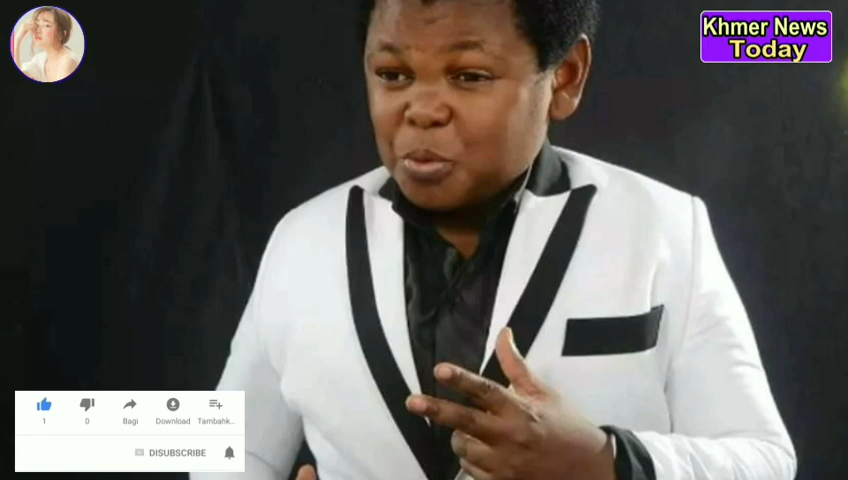 Khmer News
Today
1
0
Bagi
Download
Tambahk...
DISUBSCRIBE